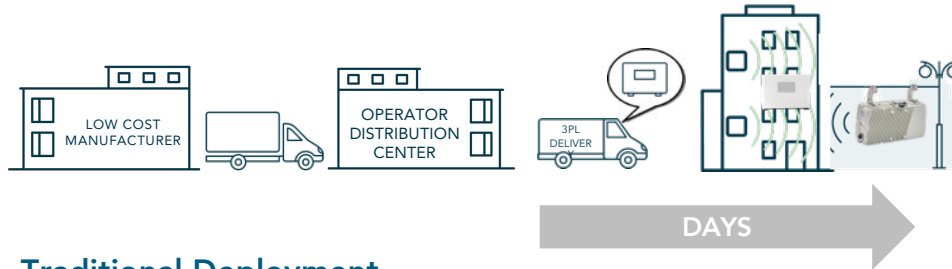 LOW COST
MANUFACTURER
OPERATOR
DISTRIBUTION
CENTER
3PL
DELIVER
Y
DAYS
Traditional Deployment